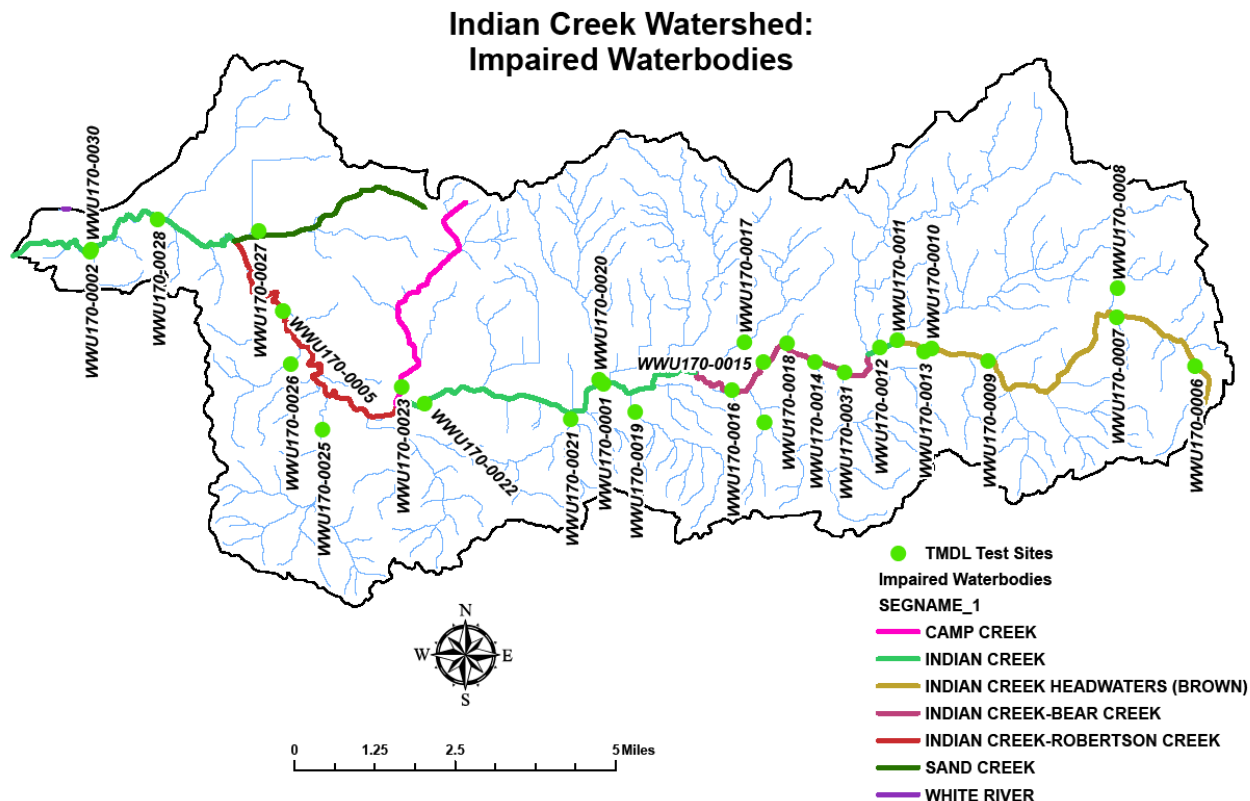 Indian Creek Watershed:
Impaired Waterbodies
WWU170-0030
WWU170-0002
WWU170-0028
WWU170-0027
WWU170-0005
WWU170-0026
WWU170-0025
WWU170-0023
WWU170-0022
WWU170-0021
WWU170-0020
WWU170-0001
WWU170-0019
WWU170-0015
WWU170-0016
WWU170-0017
WWU170-0018
WWU170-0014
WWU170-0031
WWU170-0012
WWU170-0011
WWU170-0010
WWU170-0013
WWU170-0009
WWU170-0008
WWU170-0007
WWU170-0006
TMDL Test Sites
Impaired Waterbodies
SEGNAME_1
CAMP CREEK
INDIAN CREEK
INDIAN CREEK HEADWATERS (BROWN)
INDIAN CREEK-BEAR CREEK
INDIAN CREEK-ROBERTSON CREEK
SAND CREEK
WHITE RIVER
N
W E
S
0 1.25 2.5 5 Miles